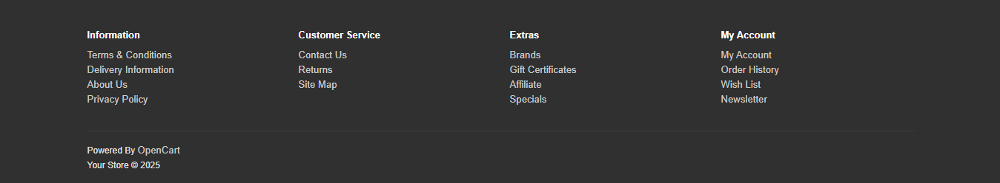 Information
Terms & Conditions
Delivery Information
About Us
Privacy Policy
Customer Service
Contact Us
Returns
Site Map
Extras
Brands
Gift Certificates
Affiliate
Specials
My Account
My Account
Order History
Wish List
Newsletter
Powered By OpenCart
Your Store © 2025